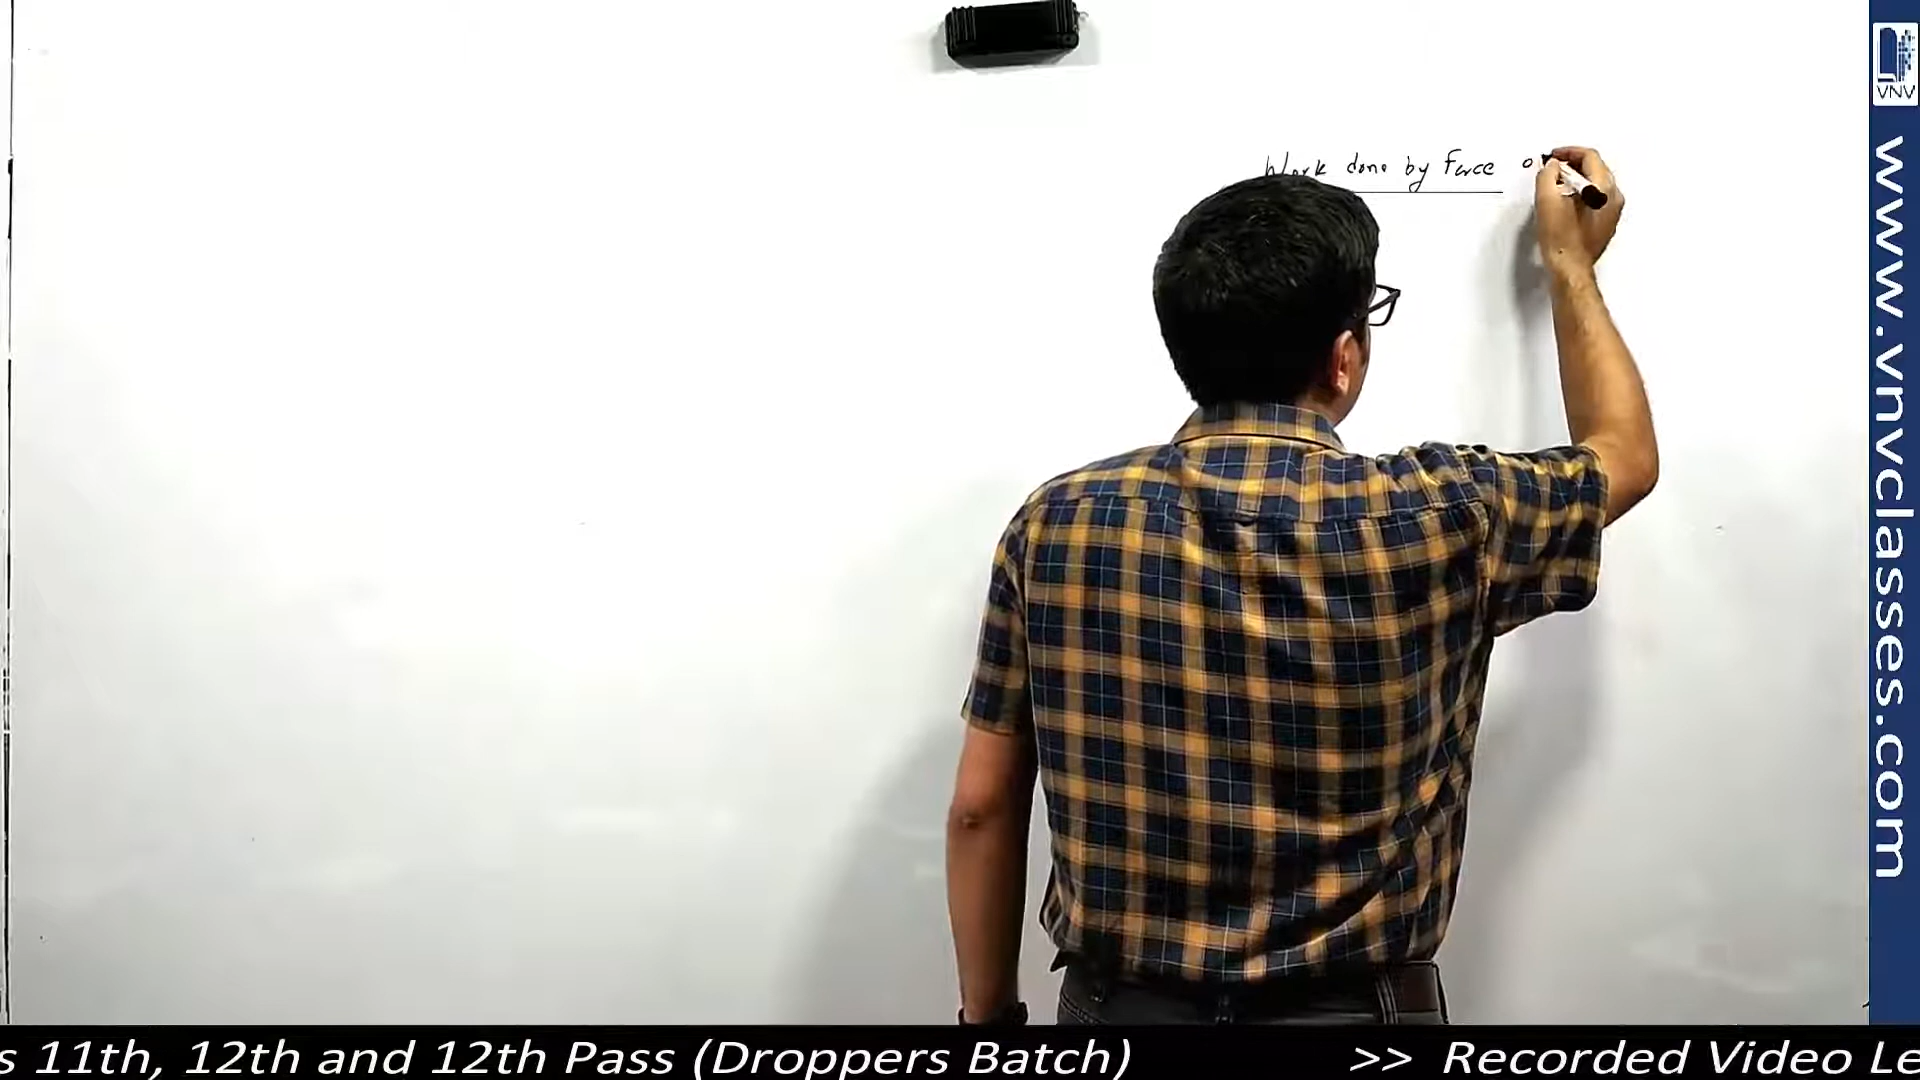 Work done by Force
VNV
www.vnvclasses.com
s 11th, 12th and 12th Pass (Droppers Batch) >> Recorded Video Le